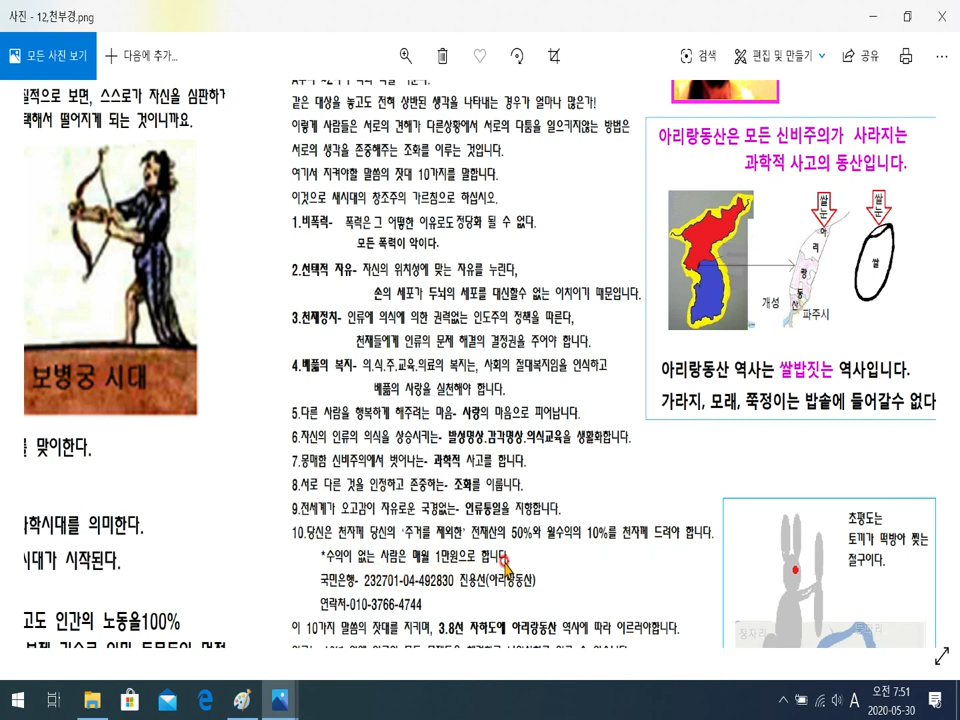 사진 - 12,천부경.png
모든 사진 보기
다음에 추가...
검색
편집 및 만들기
공유
질적으로 보면, 스스로가 자신을 심판하거
택해서 떨어지게 되는 것이니까요.
보병궁 시대
를 맞이한다.
과학시대를 의미한다.
시대가 시작된다.
고도 인간의 노동을100%
같은 대상을 놓고도 전혀 상반된 생각을 나타내는 경우가 얼마나 많은가!
이렇게 사람들은 서로의 견해가 다른상황에서 서로의 다툼을 일으키지않는 방법은
서로의 생각을 존중해주는 조화를 이루는 것입니다.
여기서 지켜야할 말씀의 잣대 10가지를 말합니다.
이것으로 새시대의 창조주의 가르침으로 하십시오.
1.비폭력- 폭력은 그 어떠한 이유로도 정당화 될 수 없다.
모든 폭력이 악이다.
2.선택적 자유- 자신의 위치성에 맞는 자유를 누린다,
손의 세포가 두뇌의 세포를 대신할수 없는 이치이기 때문입니다.
3.천재정치- 인류에 의식에 의한 권력없는 인도주의 정책을 따른다,
천재들에게 인류의 문제 해결의 결정권을 주어야 합니다.
4.베품의 복지- 의.식.주.교육.의료의 복지는, 사회의 절대복지임을 인식하고
베품의 사랑을 실천해야 합니다.
5.다른 사람을 행복하게 해주려는 마음- 사랑의 마음으로 피어납니다.
6.자신의 인류의 의식을 상승시키는- 발성명상.감각명상.의식교육을 생활화합니다.
7.몽매함 신비주의에서 벗어나는- 과학적 사고를 합니다.
8.서로 다른 것을 인정하고 존중하는- 조화를 이룹니다.
9.전세계가 오고감이 자유로운 국경없는- 인류통일을 지향합니다.
10.당신은 천자께 당신의 '주거를 제외한' 전재산의 50%와 월수익의 10%를 천자께 드려야 합니다.
*수익이 없는 사람은 매월 1만원으로 합니다.
국민은행- 232701-04-492830 진용선(아리랑동산)
연락처-010-3766-4744
이 10가지 말씀의 잣대를 지키며, 3.8선 자하도에 아리랑동산 역사에 따라 이르러야합니다.
아리랑동산은 모든 신비주의가 사라지는
과학적 사고의 동산입니다.
쌀눈
쌀눈
아리랑동산
쌀
개성
파주시
아리랑동산 역사는 쌀밥짓는 역사입니다.
가라지, 모래, 쭉정이는 밥솥에 들어갈수 없다
초평도는
토끼가 떡방아 찧는
절구이다.
장자리
A
오전 7:51
2020-05-30